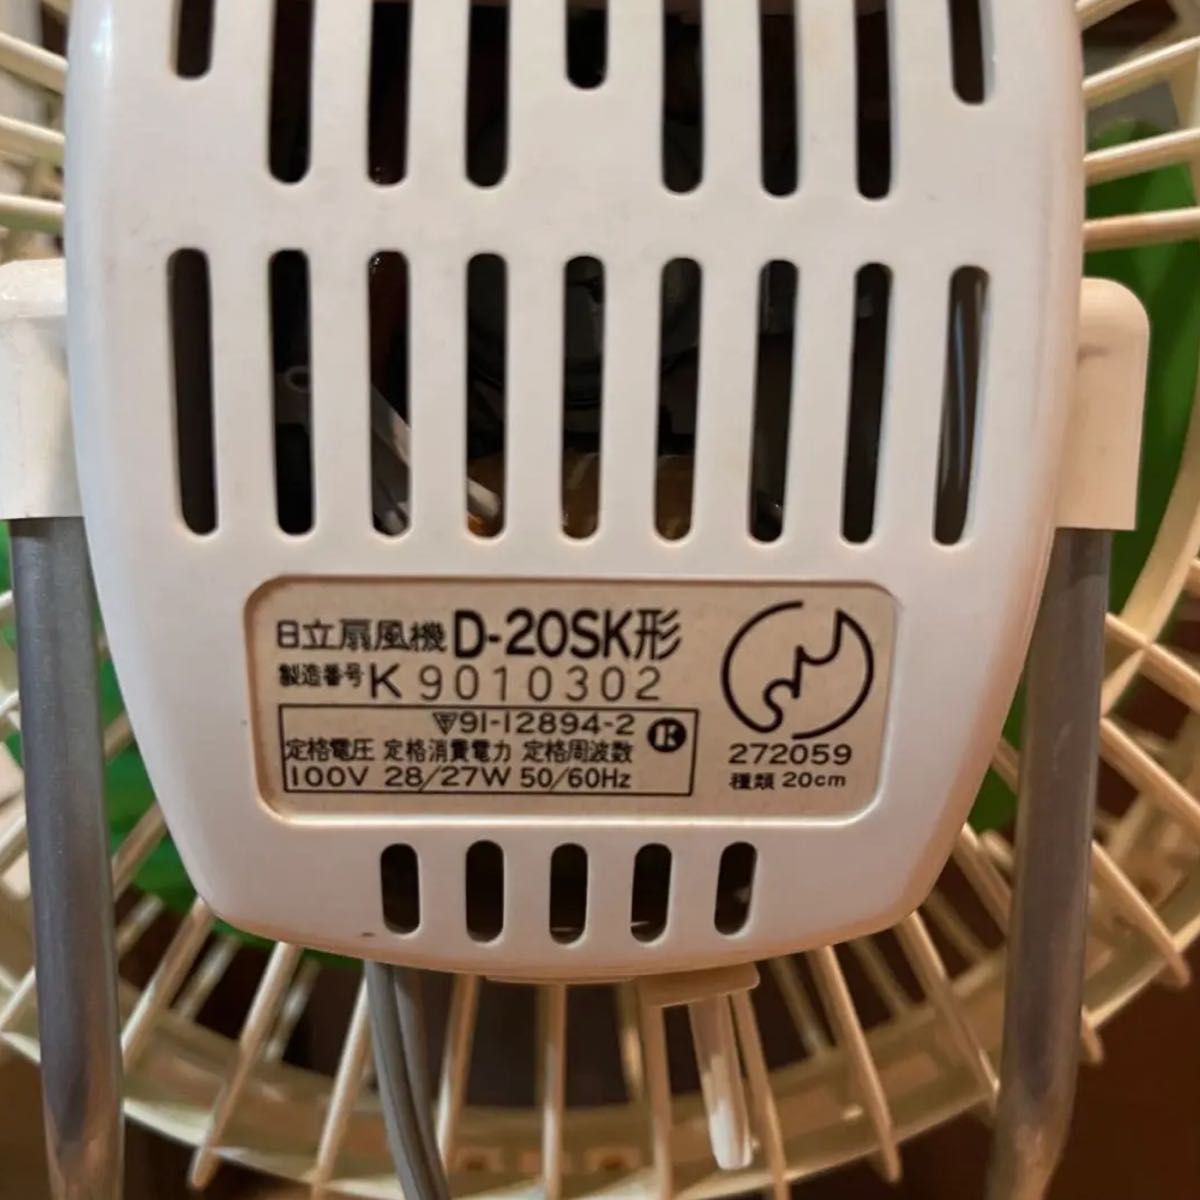 日立扇風機 D-20SK形
製造番号 K 9010302
▽91-12894-2
定格電圧 定格消費電力 定格周波数
100V 28/27W 50/60Hz
272059
種類 20cm